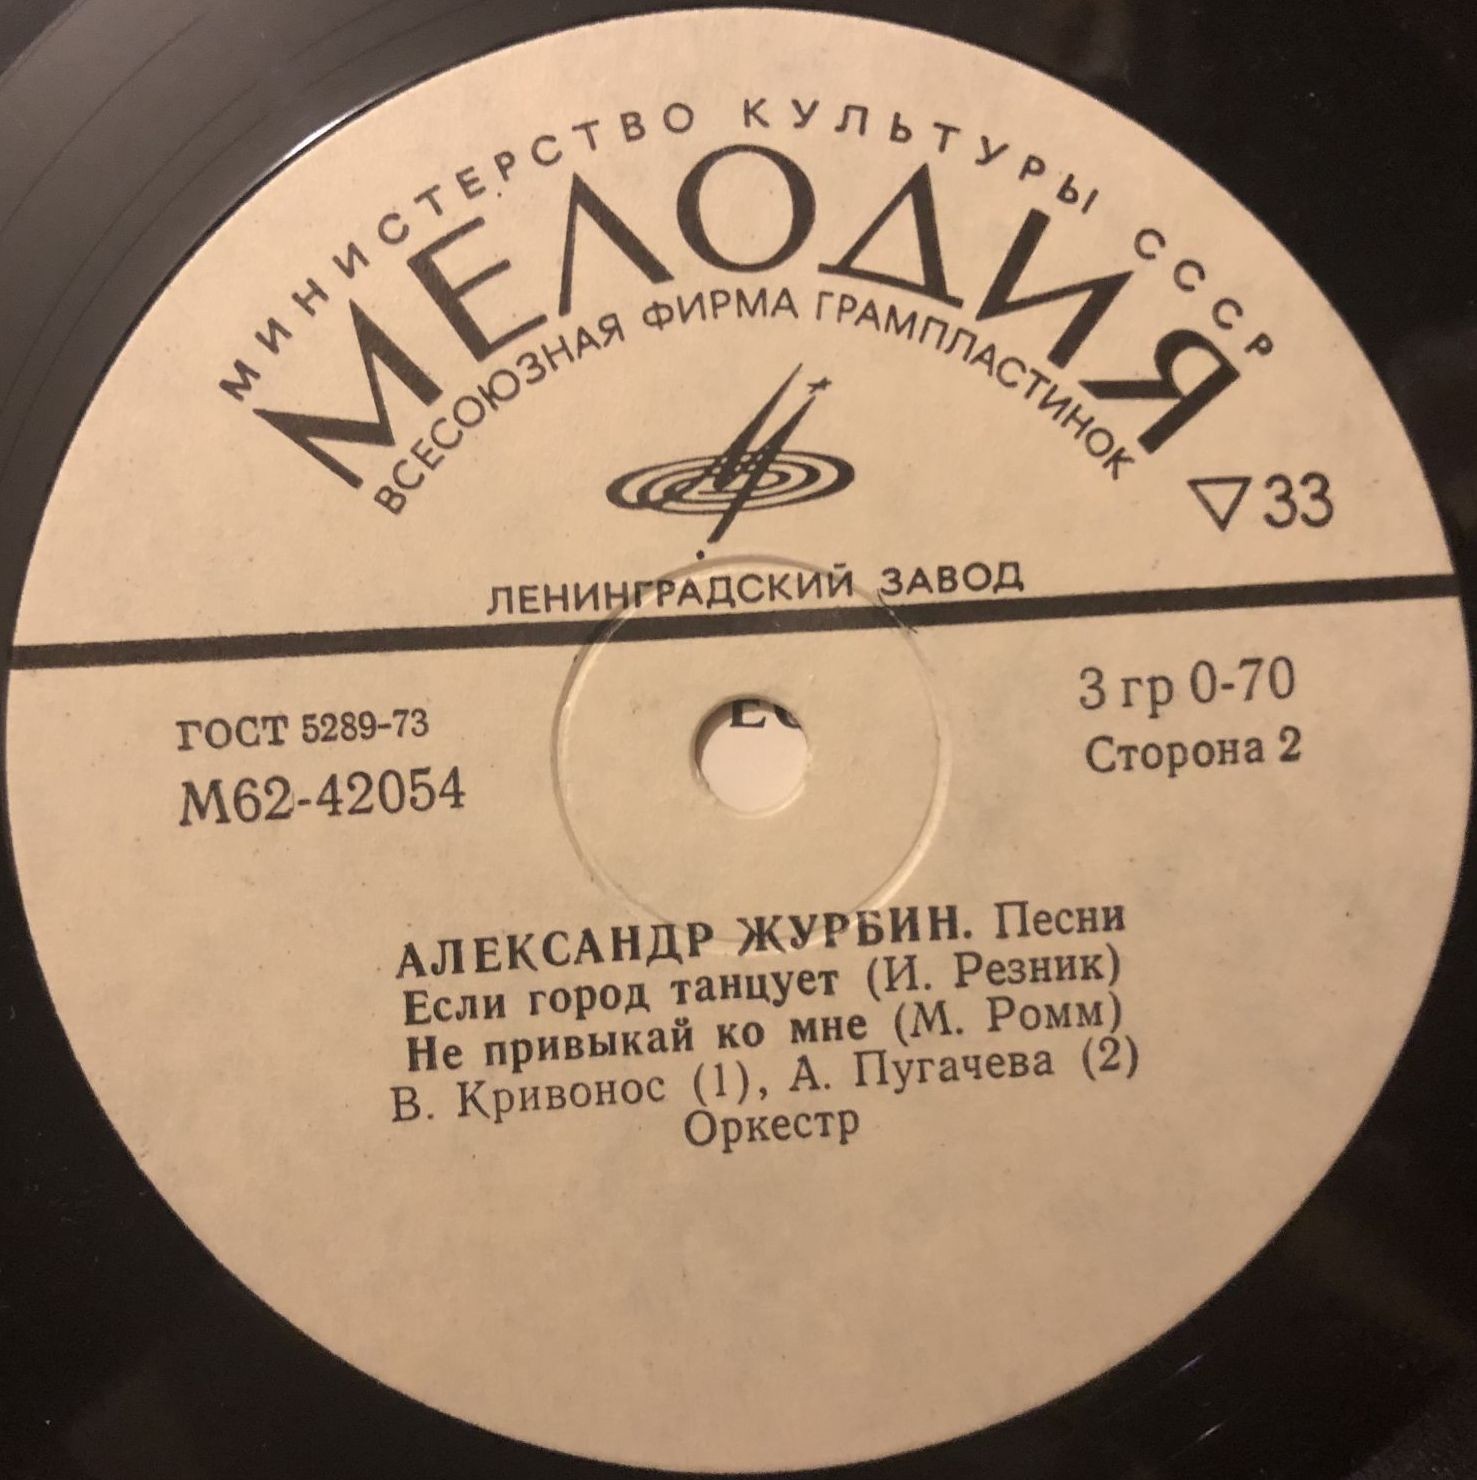 МИНИСТЕРСТВО КУЛЬТУРЫ СССР
МЕЛОДИЯ
ВСЕСОЮЗНАЯ ФИРМА ГРАМПЛАСТИНОК
33
ЛЕНИНГРАДСКИЙ ЗАВОД
ГОСТ 5289-73
3 гр 0-70
М62-42054
Сторона 2
АЛЕКСАНДР ЖУРБИН. Песни
Если город танцует (И. Резник)
Не привыкай ко мне (М. Ромм)
В. Кривонос (1), А. Пугачева (2)
Оркестр